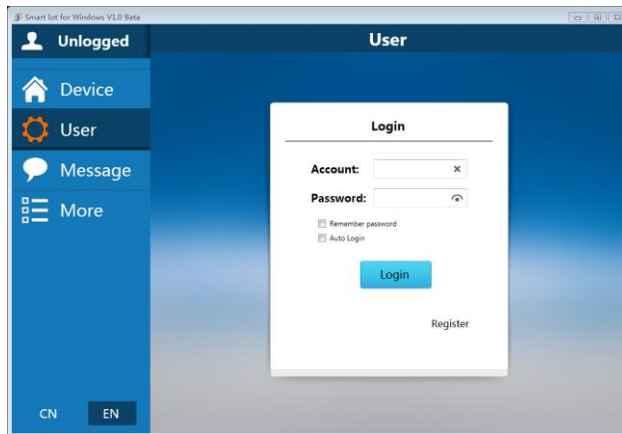 Smart Iot for Windows V1.0 Beta
Unlogged
User
Device
User
Message
More
Login
Account:
Password:
Remember password
Auto Login
Login
Register
CN EN